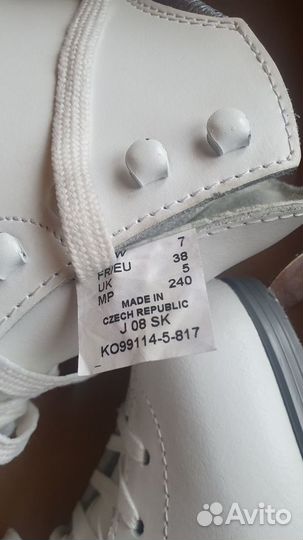 W 7
FR/EU 38
UK 5
MP 240
MADE IN
CZECH REPUBLIC
J 08 SK
KO99114-5-817
Avito